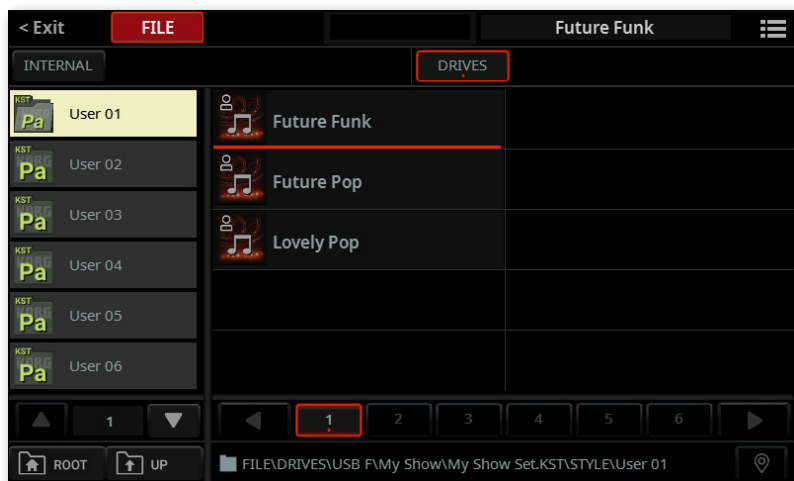 < Exit FILE Future Funk
INTERNAL DRIVES
KST Pa User 01
KST Pa User 02
KST Pa User 03
KST Pa User 04
KST Pa User 05
KST Pa User 06
Future Funk
Future Pop
Lovely Pop
1 1 2 3 4 5 6
ROOT UP FILE\DRIVES\USB F\My Show\My Show Set.KST\STYLE\User 01